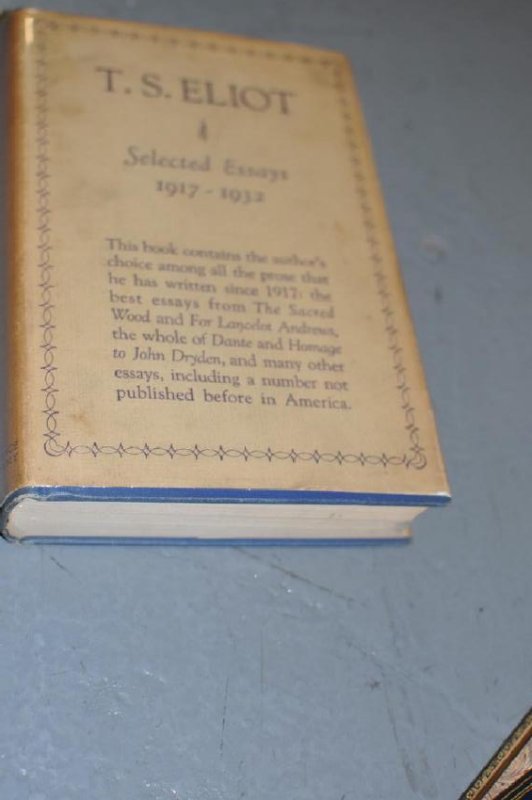 T. S. ELIOT
Selected Essays
1917 - 1932
This book contains the author's
choice among all the prose that
he has written since 1917: the
best essays from The Sacred
Wood and For Lancelot Andrews,
the whole of Dante and Homage
to John Dryden, and many other
essays, including a number not
published before in America.